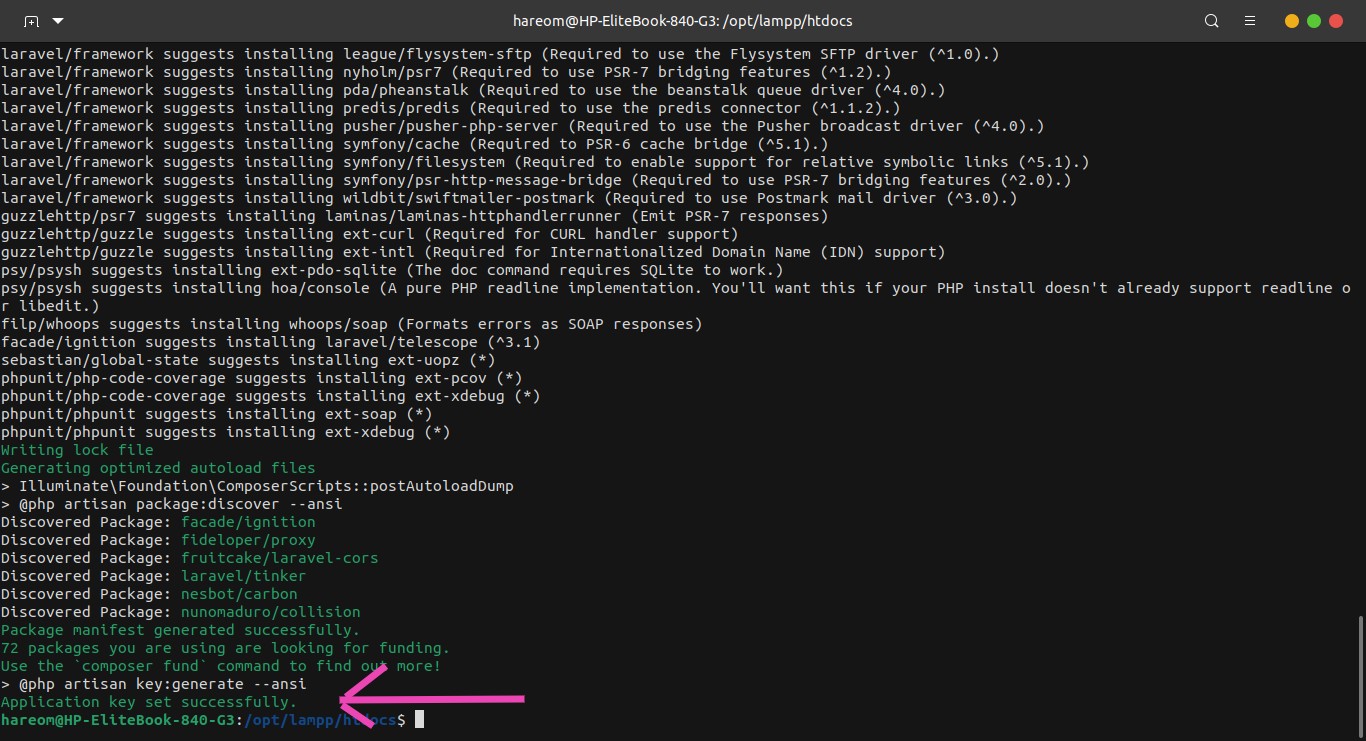 hareom@HP-EliteBook-840-G3: /opt/lampp/htdocs
laravel/framework suggests installing league/flysystem-sftp (Required to use the Flysystem SFTP driver (^1.0).)
laravel/framework suggests installing nyholm/psr7 (Required to use PSR-7 bridging features (^1.2).)
laravel/framework suggests installing pda/pheanstalk (Required to use the beanstalk queue driver (^4.0).)
laravel/framework suggests installing predis/predis (Required to use the predis connector (^1.1.2).)
laravel/framework suggests installing pusher/pusher-php-server (Required to use the Pusher broadcast driver (^4.0).)
laravel/framework suggests installing symfony/cache (Required to PSR-6 cache bridge (^5.1).)
laravel/framework suggests installing symfony/filesystem (Required to enable support for relative symbolic links (^5.1).)
laravel/framework suggests installing symfony/psr-http-message-bridge (Required to use PSR-7 bridging features (^2.0).)
laravel/framework suggests installing wildbit/swiftmailer-postmark (Required to use Postmark mail driver (^3.0).)
guzzlehttp/psr7 suggests installing laminas/laminas-httphandlerrunner (Emit PSR-7 responses)
guzzlehttp/guzzle suggests installing ext-curl (Required for CURL handler support)
guzzlehttp/guzzle suggests installing ext-intl (Required for Internationalized Domain Name (IDN) support)
psy/psysh suggests installing ext-pdo-sqlite (The doc command requires SQLite to work.)
psy/psysh suggests installing hoa/console (A pure PHP readline implementation. You'll want this if your PHP install doesn't already support readline o
r libedit.)
filp/whoops suggests installing whoops/soap (Formats errors as SOAP responses)
facade/ignition suggests installing laravel/telescope (^3.1)
sebastian/global-state suggests installing ext-uopz (*)
phpunit/php-code-coverage suggests installing ext-pcov (*)
phpunit/php-code-coverage suggests installing ext-xdebug (*)
phpunit/phpunit suggests installing ext-soap (*)
phpunit/phpunit suggests installing ext-xdebug (*)
Writing lock file
Generating optimized autoload files
> Illuminate\Foundation\ComposerScripts::postAutoloadDump
> @php artisan package:discover --ansi
Discovered Package: facade/ignition
Discovered Package: fideloper/proxy
Discovered Package: fruitcake/laravel-cors
Discovered Package: laravel/tinker
Discovered Package: nesbot/carbon
Discovered Package: nunomaduro/collision
Package manifest generated successfully.
72 packages you are using are looking for funding.
Use the `composer fund` command to find out more!
> @php artisan key:generate --ansi
Application key set successfully.
hareom@HP-EliteBook-840-G3:/opt/lampp/htdocs$